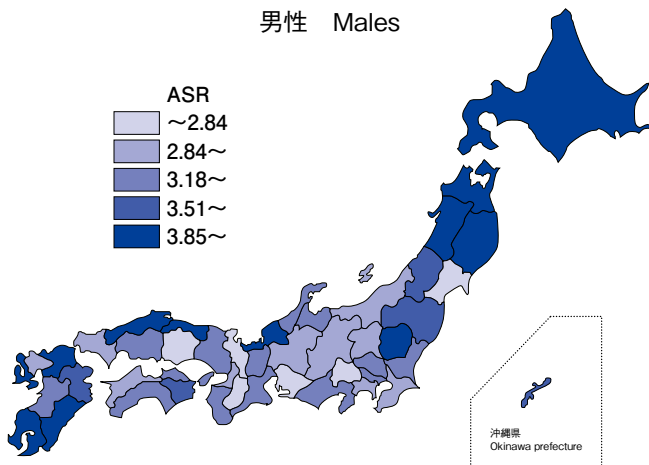 男性 Males
ASR
～2.84
2.84～
3.18～
3.51～
3.85～
沖縄県
Okinawa prefecture